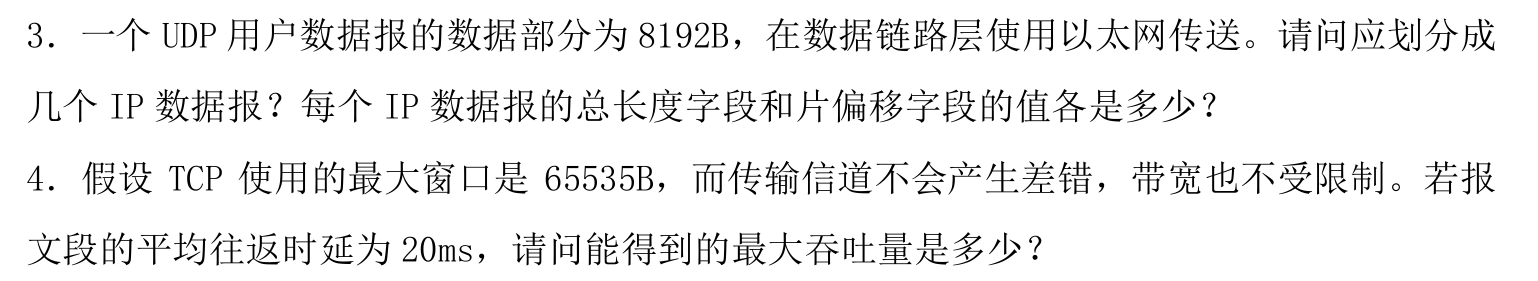 3. 一个 UDP 用户数据报的数据部分为 8192B，在数据链路层使用以太网传送。请问应划分成
几个 IP 数据报？每个 IP 数据报的总长度字段和片偏移字段的值各是多少？
4. 假设 TCP 使用的最大窗口是 65535B，而传输信道不会产生差错，带宽也不受限制。若报
文段的平均往返时延为 20ms，请问能得到的最大吞吐量是多少？